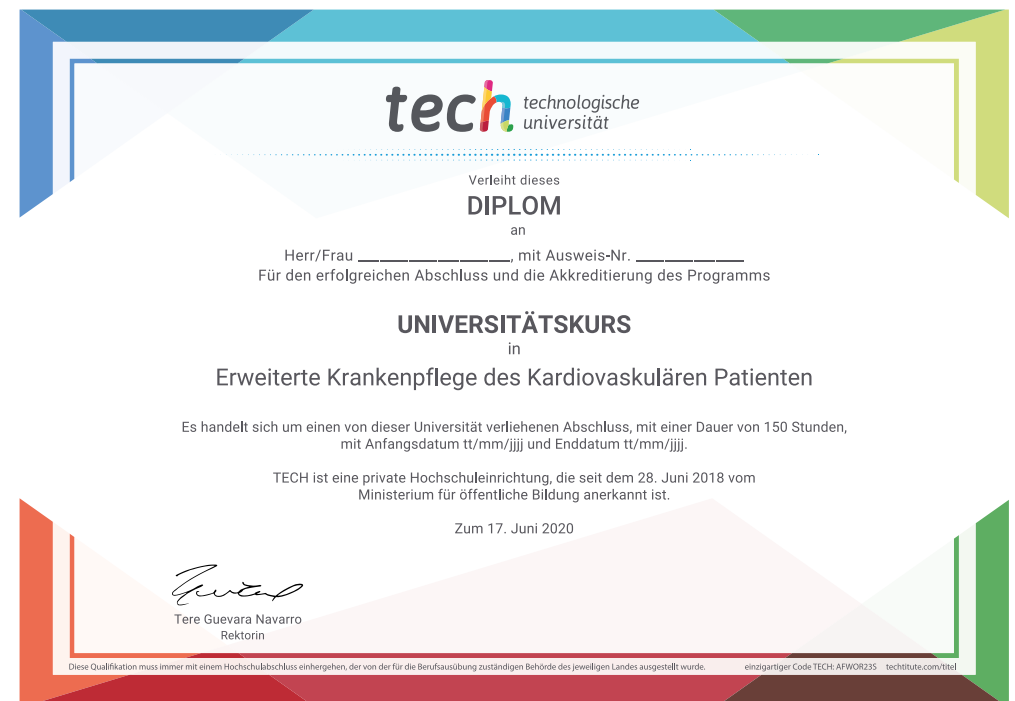 tech technologische
universität
Verleiht dieses
DIPLOM
an
Herr/Frau ________________, mit Ausweis-Nr. ___________
Für den erfolgreichen Abschluss und die Akkreditierung des Programms
UNIVERSITÄTSKURS
in
Erweiterte Krankenpflege des Kardiovaskulären Patienten
Es handelt sich um einen von dieser Universität verliehenen Abschluss, mit einer Dauer von 150 Stunden,
mit Anfangsdatum tt/mm/jjjj und Enddatum tt/mm/jjjj.
TECH ist eine private Hochschuleinrichtung, die seit dem 28. Juni 2018 vom
Ministerium für öffentliche Bildung anerkannt ist.
Zum 17. Juni 2020
Tere Guevara Navarro
Rektorin
Diese Qualifikation muss immer mit einem Hochschulabschluss einhergehen, der von der für die Berufsausübung zuständigen Behörde des jeweiligen Landes ausgestellt wurde. einzigartiger Code TECH: AFWOR23S techtitute.com/titel